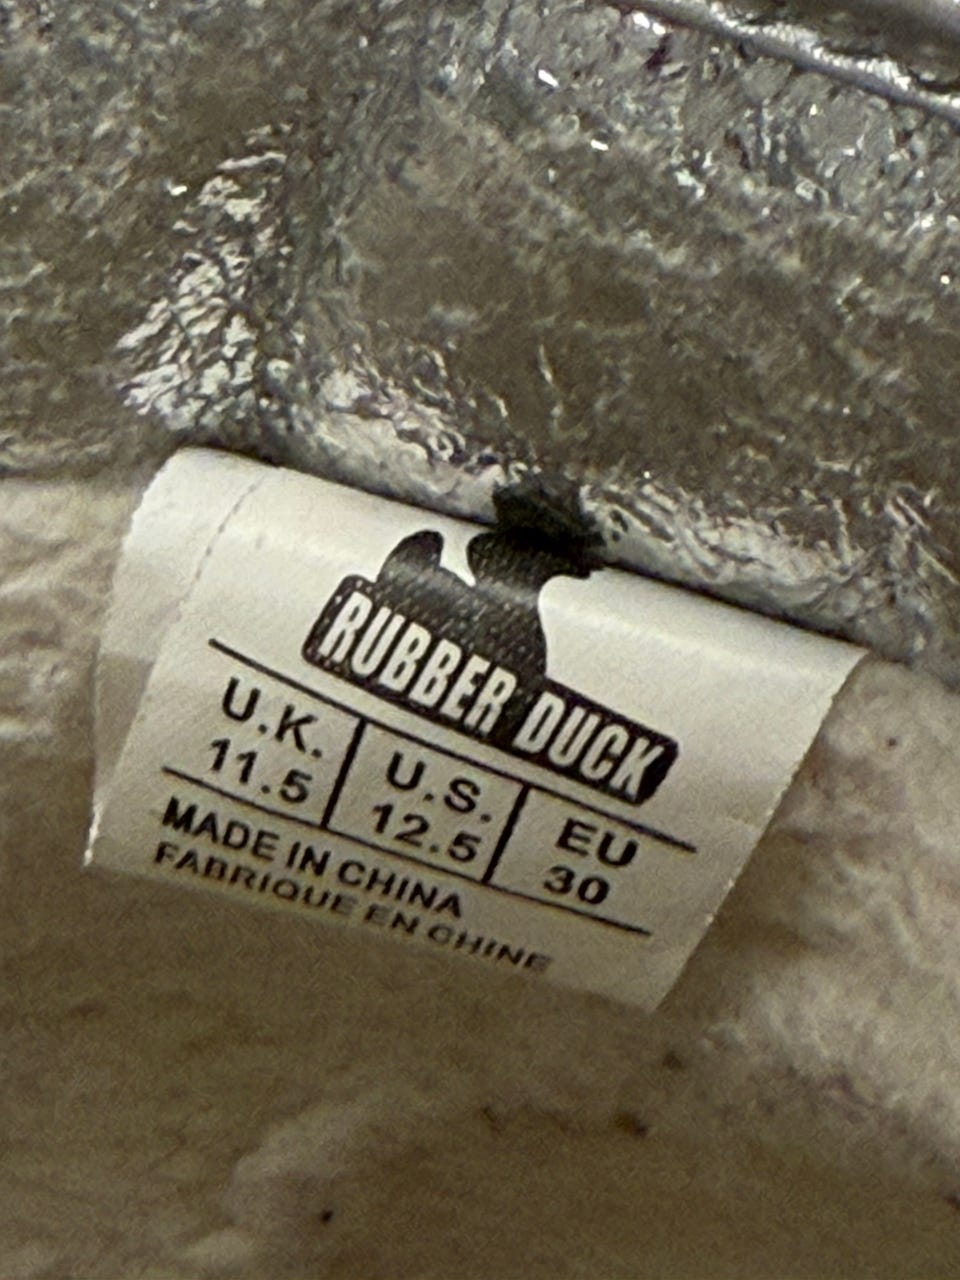 RUBBER DUCK
U.K. U.S. EU
11.5 12.5 30
MADE IN CHINA
FABRIQUE EN CHINE